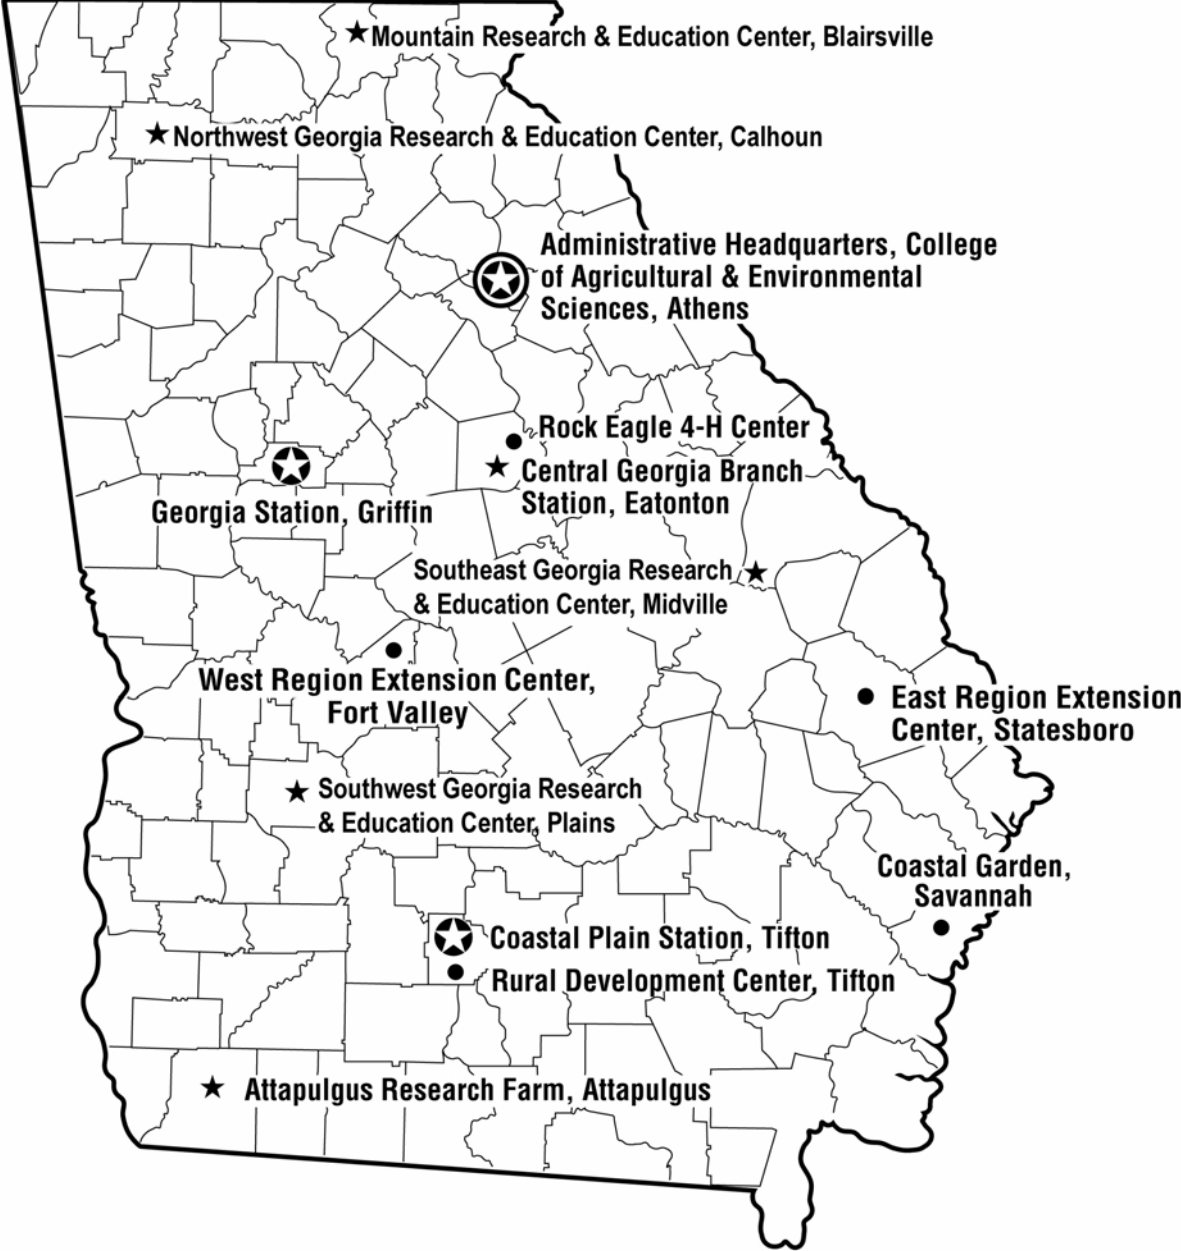 Mountain Research & Education Center, Blairsville
Northwest Georgia Research & Education Center, Calhoun
Administrative Headquarters, College
of Agricultural & Environmental
Sciences, Athens
Rock Eagle 4-H Center
Central Georgia Branch
Station, Eatonton
Georgia Station, Griffin
Southeast Georgia Research
& Education Center, Midville
West Region Extension Center,
Fort Valley
East Region Extension
Center, Statesboro
Southwest Georgia Research
& Education Center, Plains
Coastal Garden,
Savannah
Coastal Plain Station, Tifton
Rural Development Center, Tifton
Attapulgus Research Farm, Attapulgus